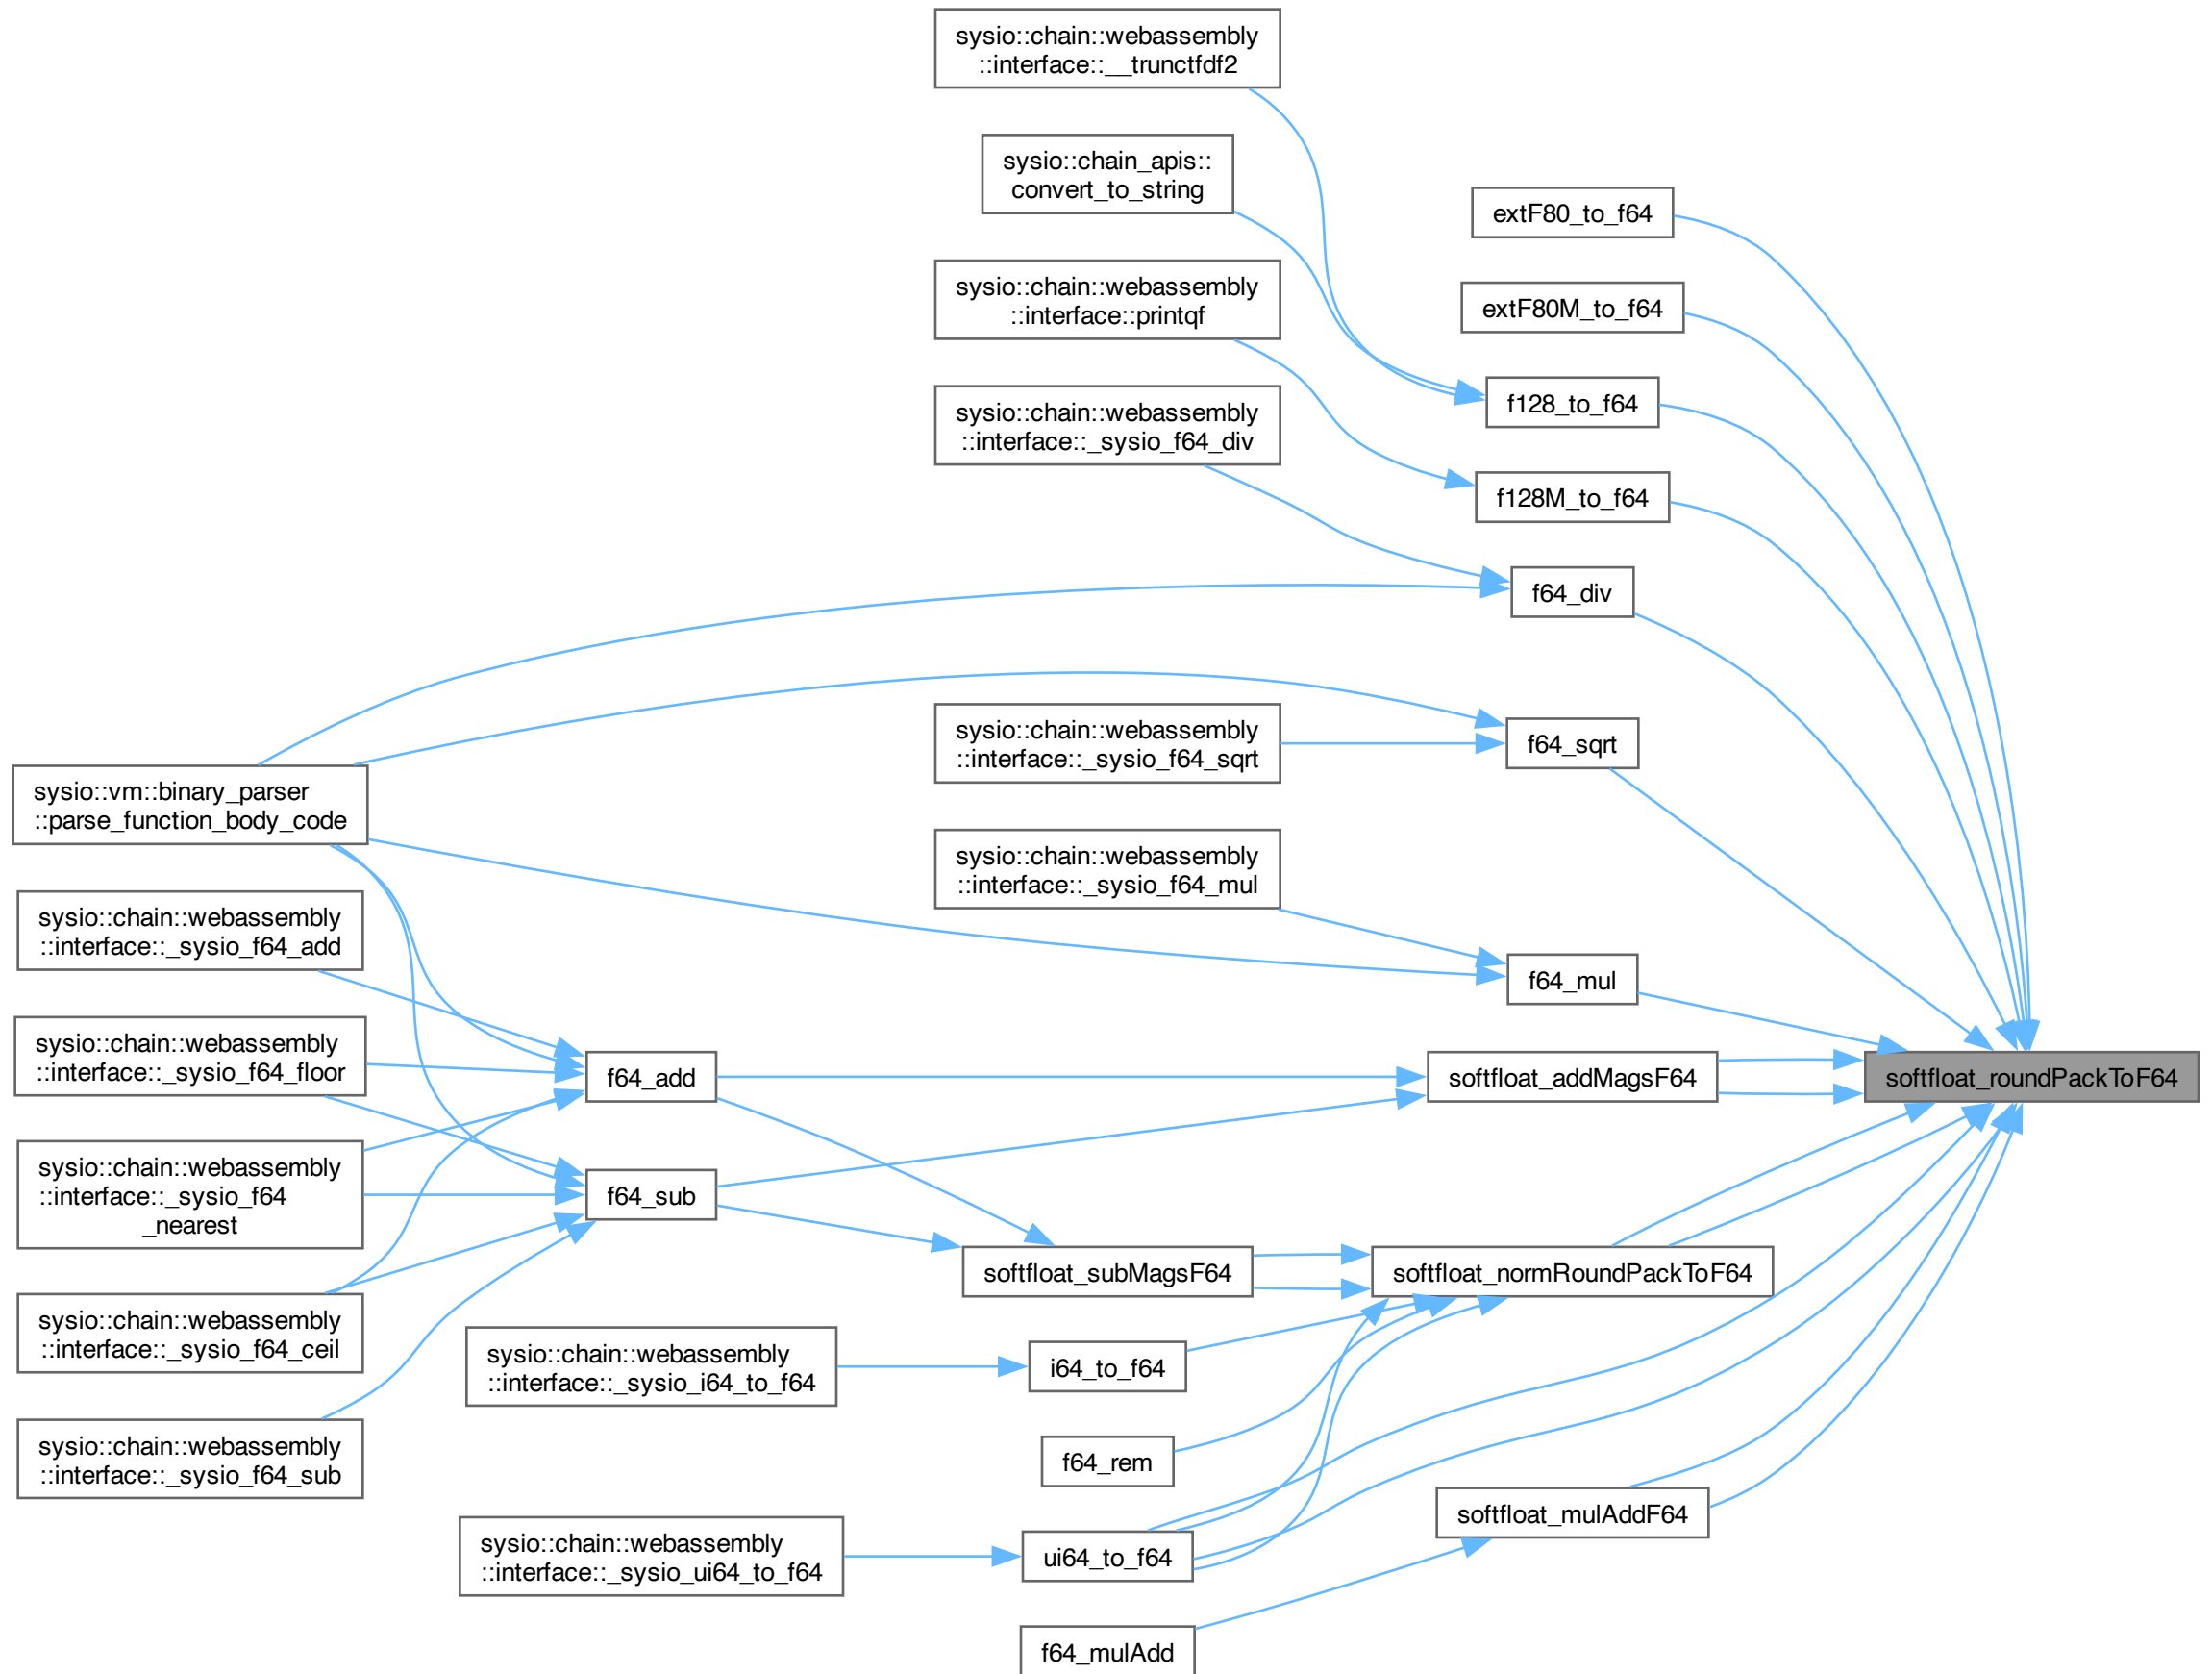 sysio::chain::webassembly
::interface::__trunctfdf2
sysio::chain_apis::
convert_to_string
extF80_to_f64
sysio::chain::webassembly
::interface::printqf
extF80M_to_f64
sysio::chain::webassembly
::interface::_sysio_f64_div
f128_to_f64
f128M_to_f64
f64_div
sysio::chain::webassembly
::interface::_sysio_f64_sqrt
f64_sqrt
sysio::vm::binary_parser
::parse_function_body_code
sysio::chain::webassembly
::interface::_sysio_f64_mul
sysio::chain::webassembly
::interface::_sysio_f64_add
f64_mul
sysio::chain::webassembly
::interface::_sysio_f64_floor
f64_add
softfloat_addMagsF64
softfloat_roundPackToF64
sysio::chain::webassembly
::interface::_sysio_f64
_nearest
f64_sub
softfloat_subMagsF64
softfloat_normRoundPackToF64
sysio::chain::webassembly
::interface::_sysio_f64_ceil
sysio::chain::webassembly
::interface::_sysio_i64_to_f64
i64_to_f64
sysio::chain::webassembly
::interface::_sysio_f64_sub
f64_rem
softfloat_mulAddF64
sysio::chain::webassembly
::interface::_sysio_ui64_to_f64
ui64_to_f64
f64_mulAdd